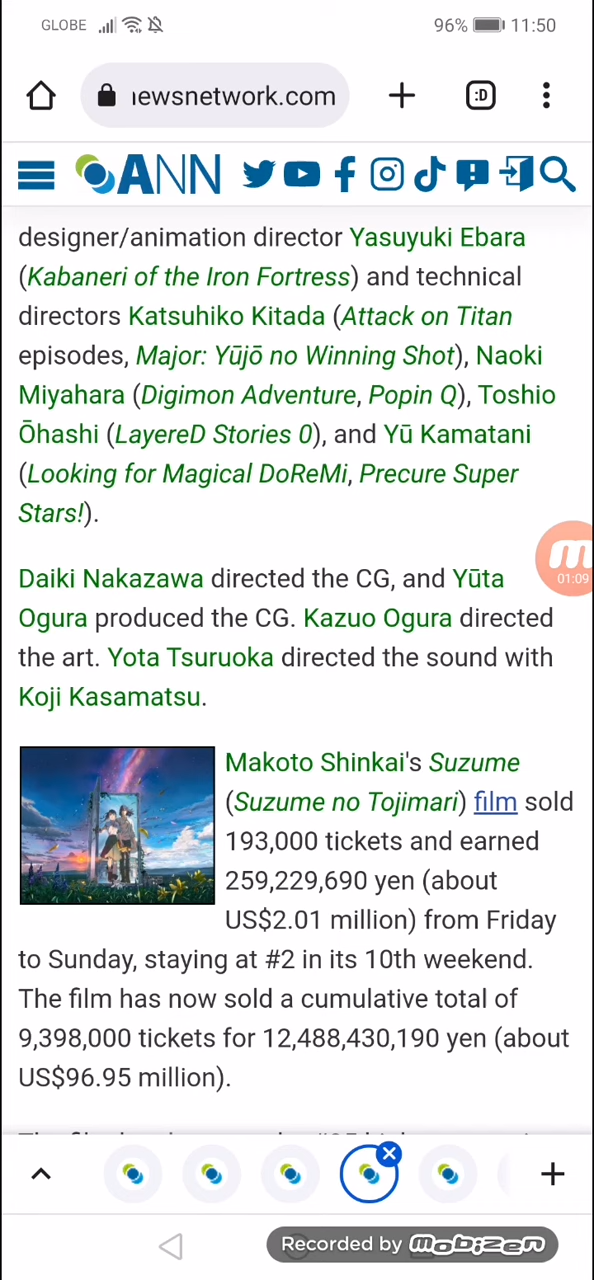 GLOBE
96% 11:50
ıewsnetwork.com
:D
ANN
designer/animation director Yasuyuki Ebara
(Kabaneri of the Iron Fortress) and technical
directors Katsuhiko Kitada (Attack on Titan
episodes, Major: Yūjō no Winning Shot), Naoki
Miyahara (Digimon Adventure, Popin Q), Toshio
Ōhashi (LayereD Stories 0), and Yū Kamatani
(Looking for Magical DoReMi, Precure Super
Stars!).
01:09
Daiki Nakazawa directed the CG, and Yūta
Ogura produced the CG. Kazuo Ogura directed
the art. Yota Tsuruoka directed the sound with
Koji Kasamatsu.
Makoto Shinkai's Suzume
(Suzume no Tojimari) film sold
193,000 tickets and earned
259,229,690 yen (about
US$2.01 million) from Friday
to Sunday, staying at #2 in its 10th weekend.
The film has now sold a cumulative total of
9,398,000 tickets for 12,488,430,190 yen (about
US$96.95 million).
Recorded by mobizen